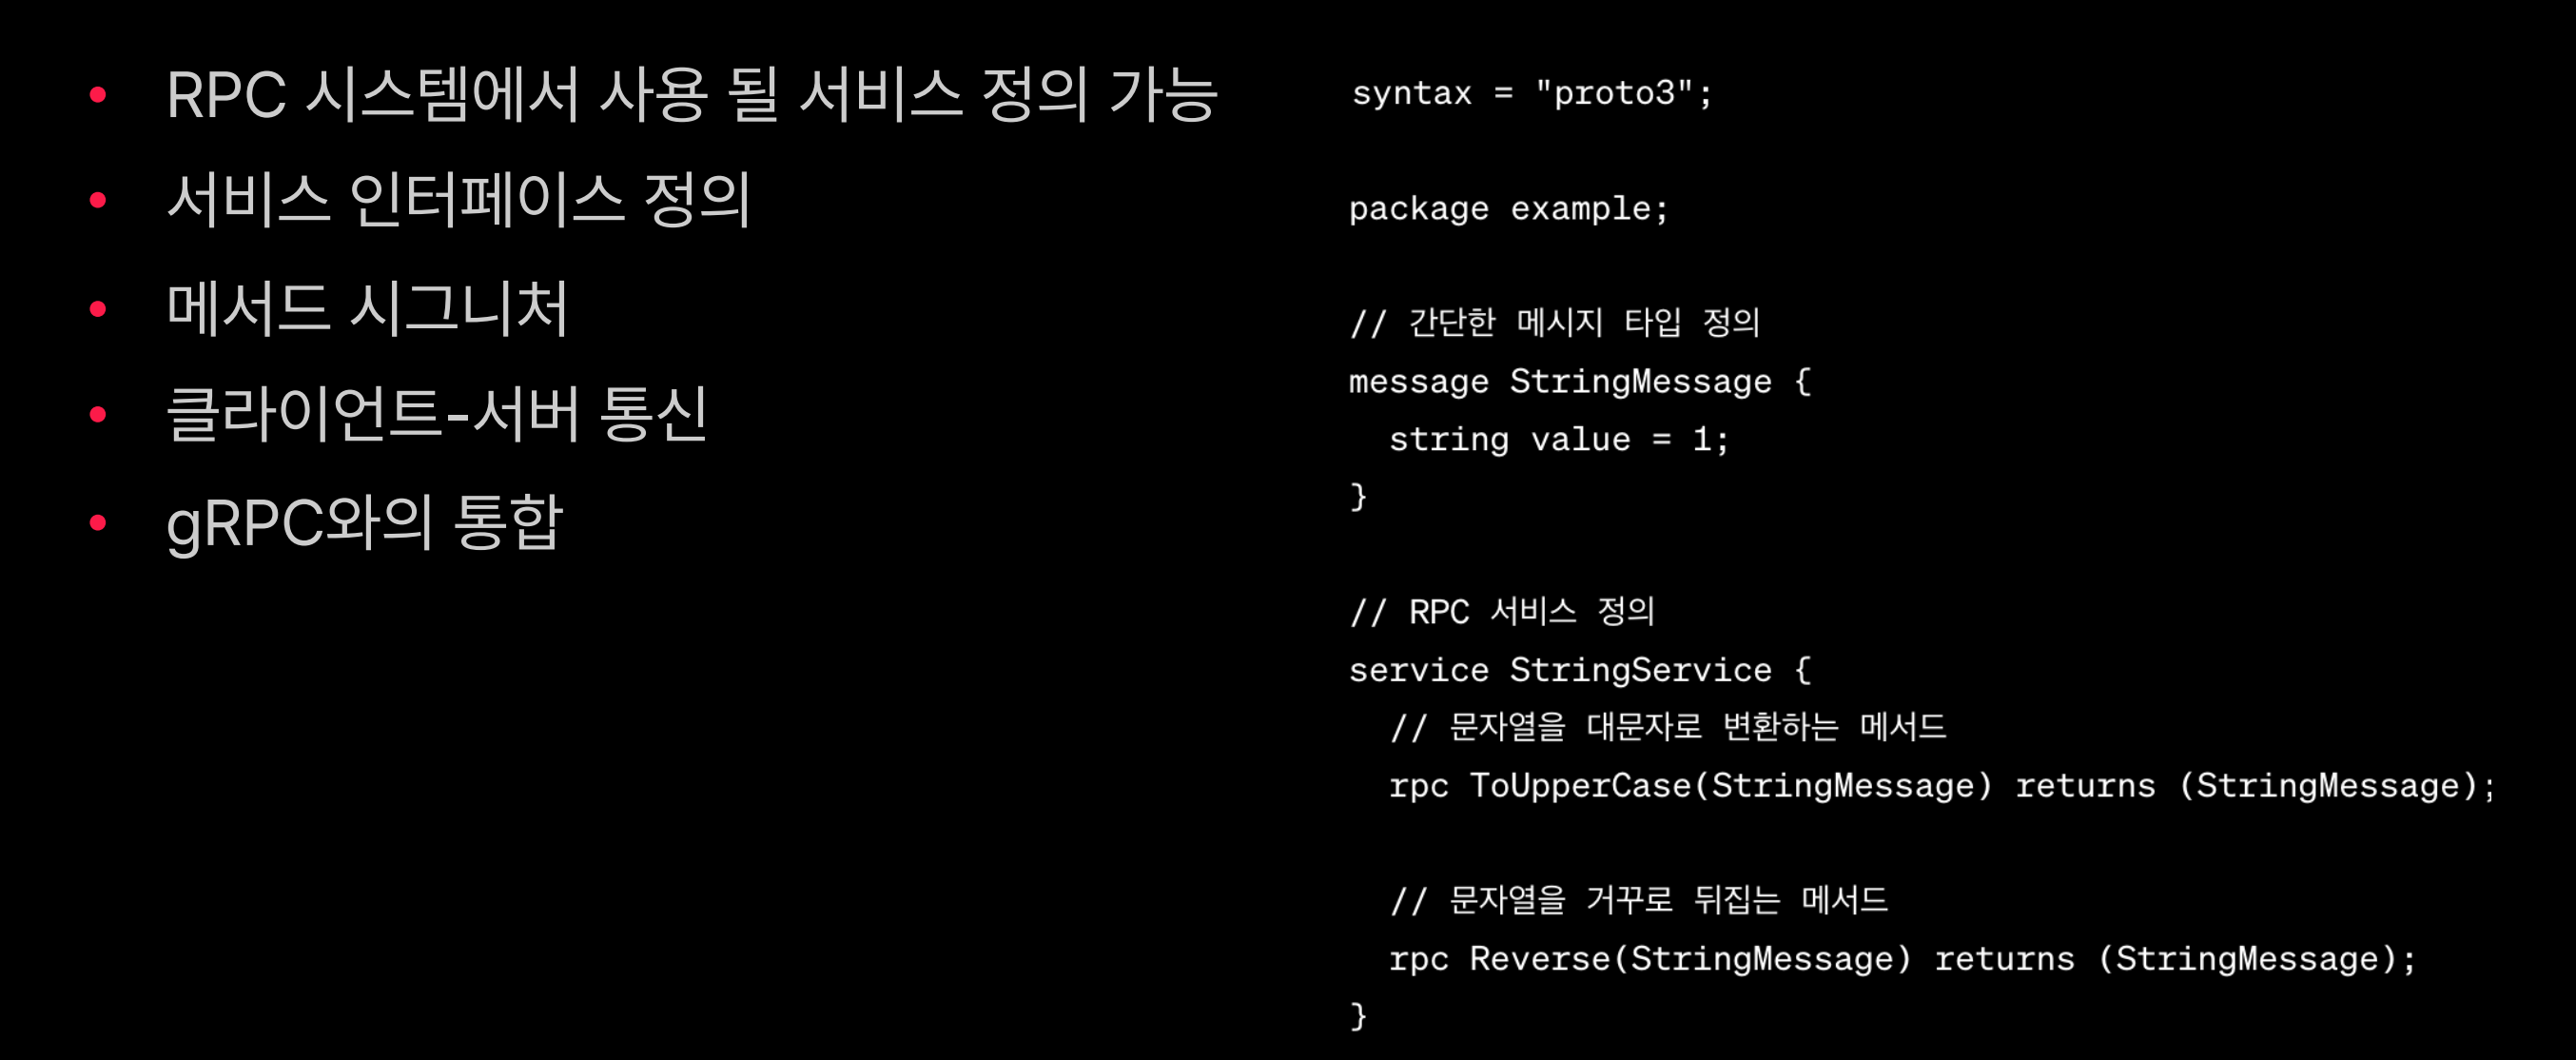 • RPC 시스템에서 사용 될 서비스 정의 가능
• 서비스 인터페이스 정의
• 메서드 시그니처
• 클라이언트-서버 통신
• gRPC와의 통합
syntax = "proto3";
package example;
// 간단한 메시지 타입 정의
message StringMessage {
  string value = 1;
}
// RPC 서비스 정의
service StringService {
  // 문자열을 대문자로 변환하는 메서드
  rpc ToUpperCase(StringMessage) returns (StringMessage);
  // 문자열을 거꾸로 뒤집는 메서드
  rpc Reverse(StringMessage) returns (StringMessage);
}